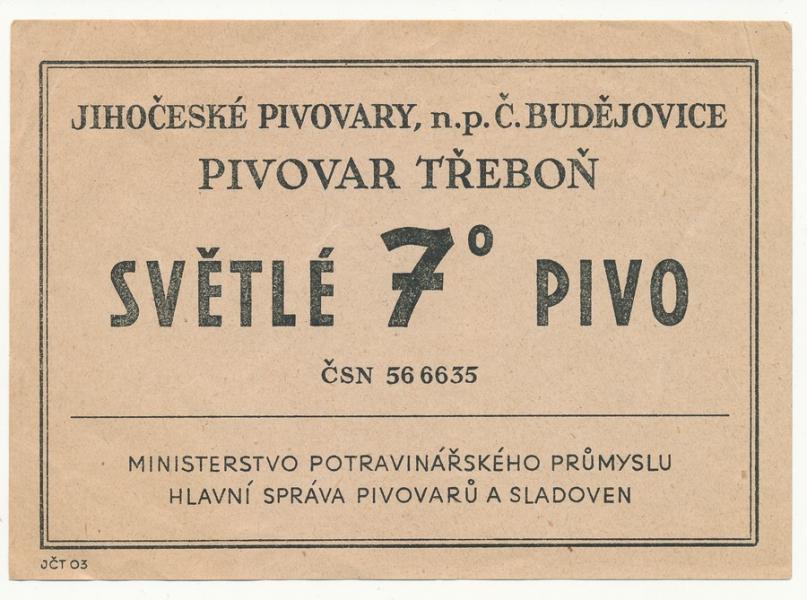 JIHOČESKÉ PIVOVARY, n.p. Č. BUDĚJOVICE
PIVOVAR TŘEBOŇ
SVĚTLÉ 7° PIVO
ČSN 56 6635
MINISTERSTVO POTRAVINÁŘSKÉHO PRŮMYSLU
HLAVNÍ SPRÁVA PIVOVARŮ A SLADOVEN
JČT 03